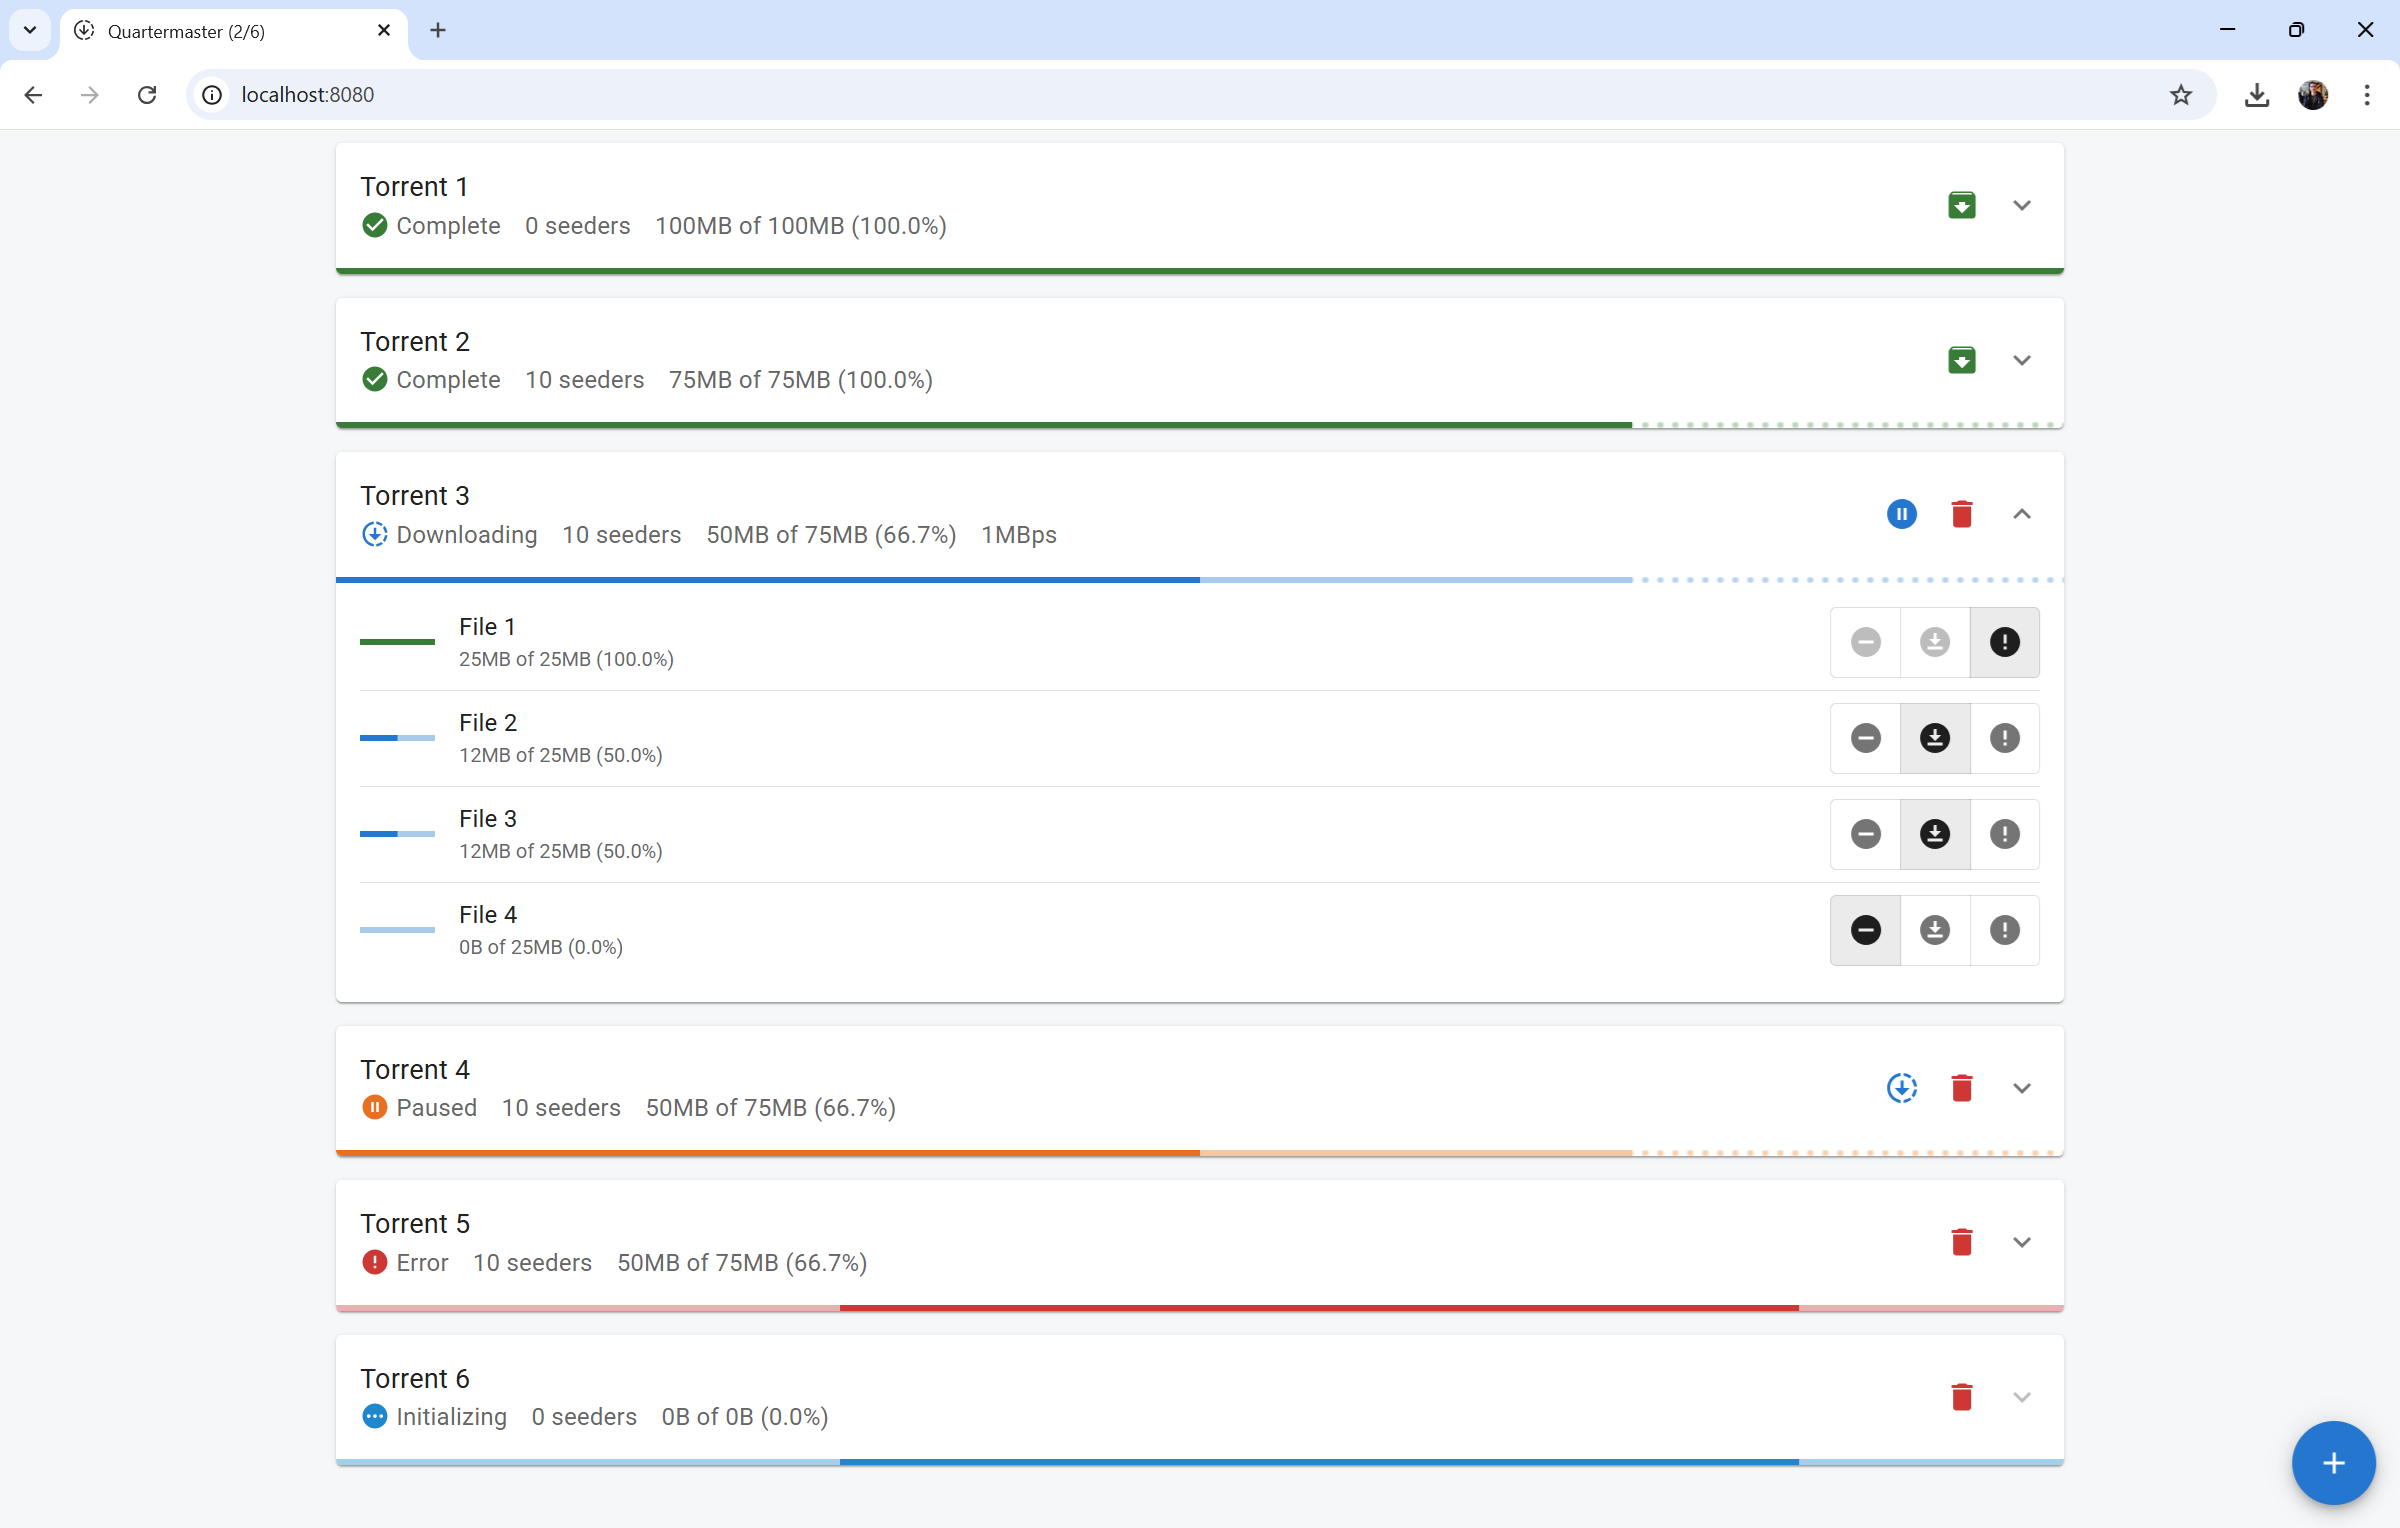 Quartermaster (2/6)
localhost:8080
Torrent 1
Complete 0 seeders 100MB of 100MB (100.0%)
Torrent 2
Complete 10 seeders 75MB of 75MB (100.0%)
Torrent 3
Downloading 10 seeders 50MB of 75MB (66.7%) 1MBps
File 1
25MB of 25MB (100.0%)
File 2
12MB of 25MB (50.0%)
File 3
12MB of 25MB (50.0%)
File 4
0B of 25MB (0.0%)
Torrent 4
Paused 10 seeders 50MB of 75MB (66.7%)
Torrent 5
Error 10 seeders 50MB of 75MB (66.7%)
Torrent 6
Initializing 0 seeders 0B of 0B (0.0%)